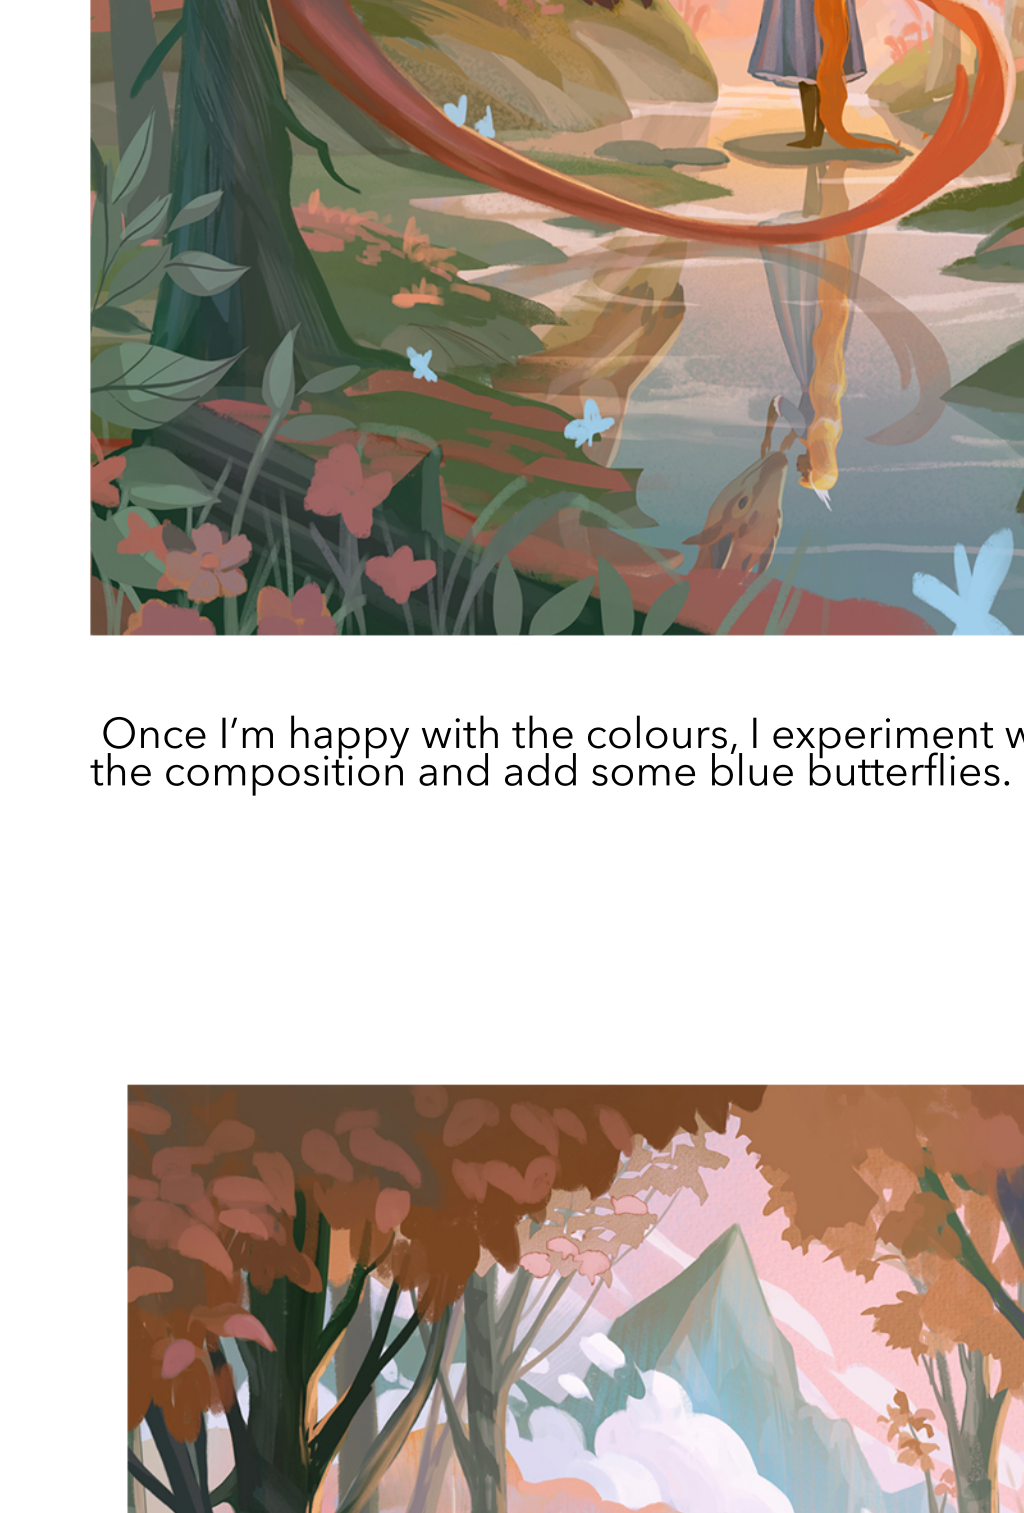 Once I’m happy with the colours, I experiment
the composition and add some blue butterflies.